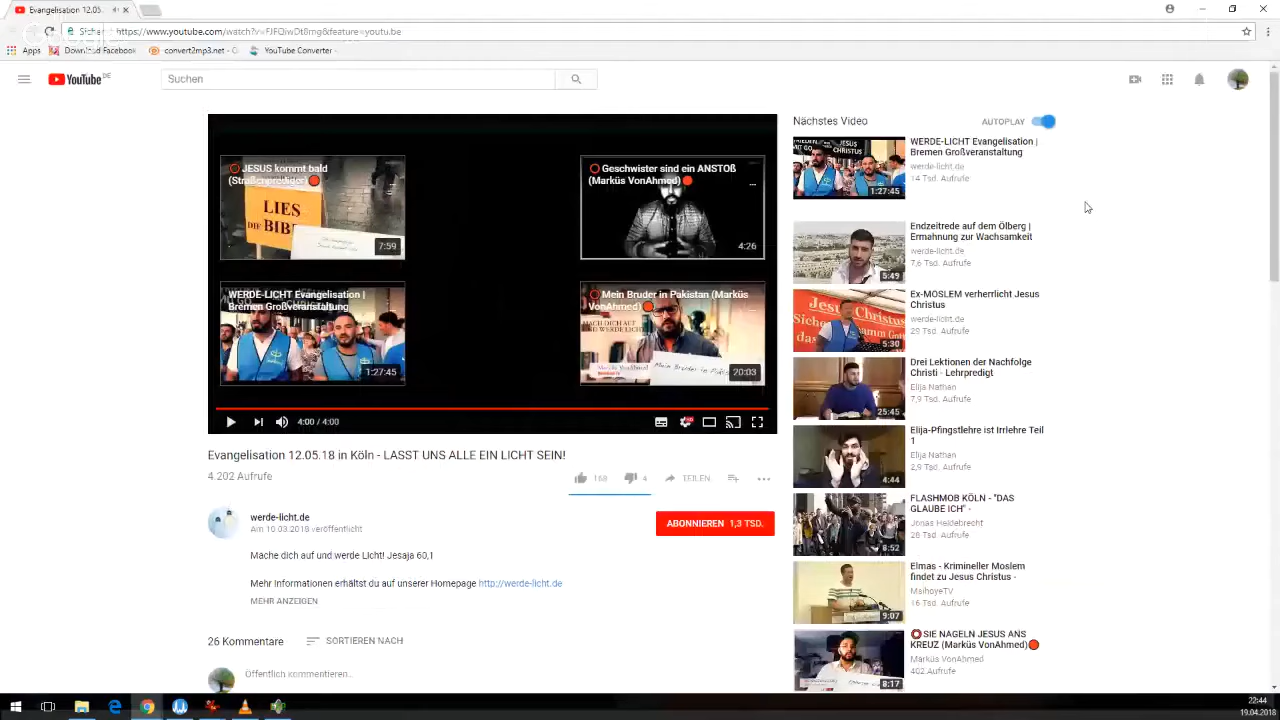 Evangelisation 12.05.
Sicher
https://www.youtube.com/watch?v=FJFQiwDt8mg&feature=youtu.be
Apps
Download Facebook
convert2mp3.net -
YouTube Converter -
YouTube DE
Suchen
JESUS kommt bald
(Straßenprediger)
LIES
DIE BIBE
7:59
Geschwister sind ein ANSTOß
(Marküs VonAhmed)
4:26
WERDE-LICHT Evangelisation |
Bremen Großveranstaltung
1:27:45
Mein Bruder in Pakistan (Marküs
VonAhmed)
20:03
4:00 / 4:00
Evangelisation 12.05.18 in Köln - LASST UNS ALLE EIN LICHT SEIN!
4.202 Aufrufe
168
4
TEILEN
werde-licht.de
Am 10.03.2018 veröffentlicht
ABONNIEREN 1,3 TSD.
Mache dich auf und werde Licht! Jesaja 60,1
Mehr Informationen erhältst du auf unserer Homepage http://werde-licht.de
MEHR ANZEIGEN
26 Kommentare
SORTIEREN NACH
Öffentlich kommentieren...
Nächstes Video
AUTOPLAY
JESUS
CHRISTUS
1:27:45
WERDE-LICHT Evangelisation |
Bremen Großveranstaltung
werde-licht.de
14 Tsd. Aufrufe
5:49
Endzeitrede auf dem Ölberg |
Ermahnung zur Wachsamkeit
werde-licht.de
7,6 Tsd. Aufrufe
5:30
Ex-MOSLEM verherrlicht Jesus
Christus
werde-licht.de
29 Tsd. Aufrufe
25:45
Drei Lektionen der Nachfolge
Christi - Lehrpredigt
Elija Nathan
7,9 Tsd. Aufrufe
4:44
Elija-Pfingstlehre ist Irrlehre Teil
1
Elija Nathan
2,9 Tsd. Aufrufe
8:52
FLASHMOB KÖLN - "DAS
GLAUBE ICH" -
Jonas Heidebrecht
28 Tsd. Aufrufe
9:07
Elmas - Krimineller Moslem
findet zu Jesus Christus -
MsihoyeTV
16 Tsd. Aufrufe
8:17
SIE NAGELN JESUS ANS
KREUZ (Markus VonAhmed)
Markus VonAhmed
402 Aufrufe
22:44
19.04.2018